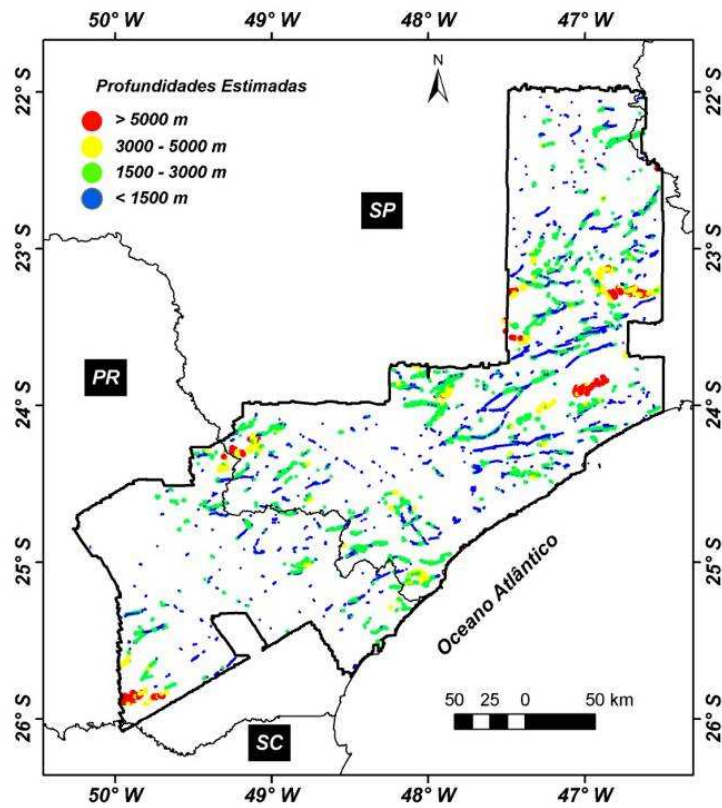 50° W 49° W 48° W 47° W
22° S
23° S
24° S
25° S
26° S
Profundidades Estimadas
> 5000 m
3000 - 5000 m
1500 - 3000 m
< 1500 m
N
SP
PR
SC
Oceano Atlântico
50 25 0 50 km
22° S
23° S
24° S
25° S
26° S
50° W 49° W 48° W 47° W